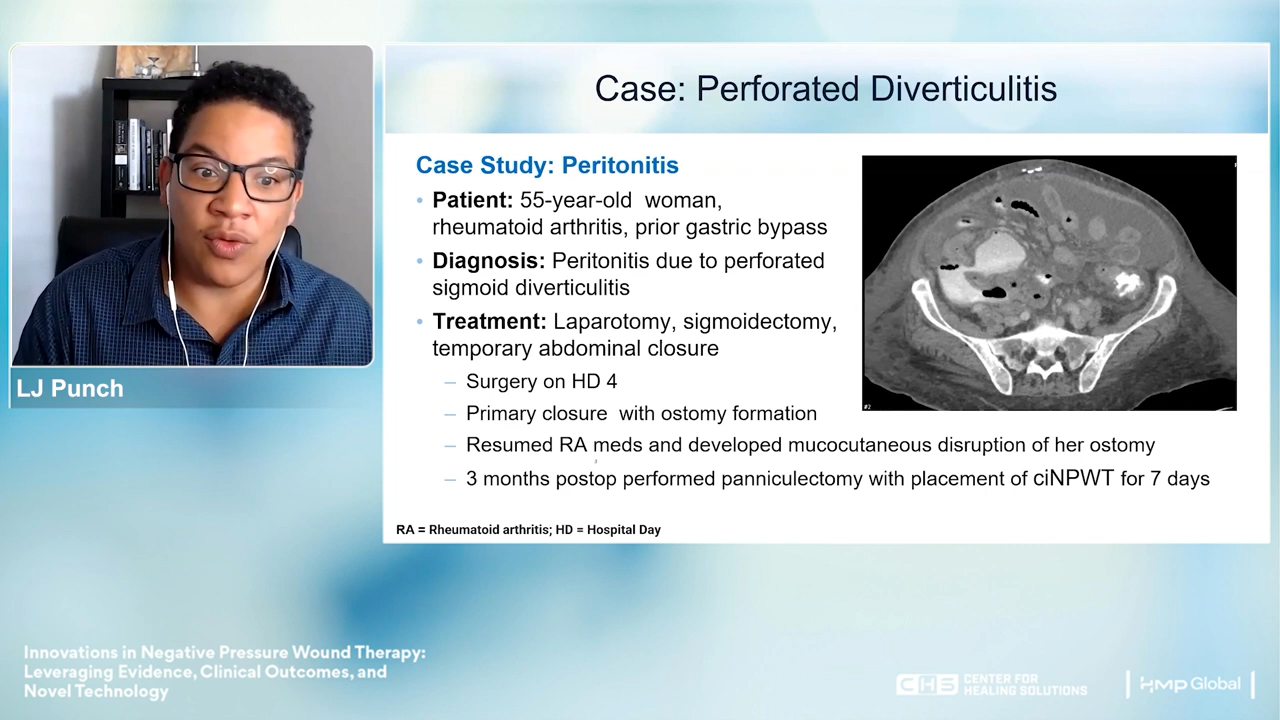 Case: Perforated Diverticulitis
Case Study: Peritonitis
• Patient: 55-year-old woman,
rheumatoid arthritis, prior gastric bypass
• Diagnosis: Peritonitis due to perforated
sigmoid diverticulitis
• Treatment: Laparotomy, sigmoidectomy,
temporary abdominal closure
– Surgery on HD 4
– Primary closure with ostomy formation
– Resumed RA meds and developed mucocutaneous disruption of her ostomy
– 3 months postop performed panniculectomy with placement of ciNPWT for 7 days
RA = Rheumatoid arthritis; HD = Hospital Day
LJ Punch
Innovations in Negative Pressure Wound Therapy:
Leveraging Evidence, Clinical Outcomes, and
Novel Technology
CHS CENTER FOR
HEALING SOLUTIONS
HMP Global